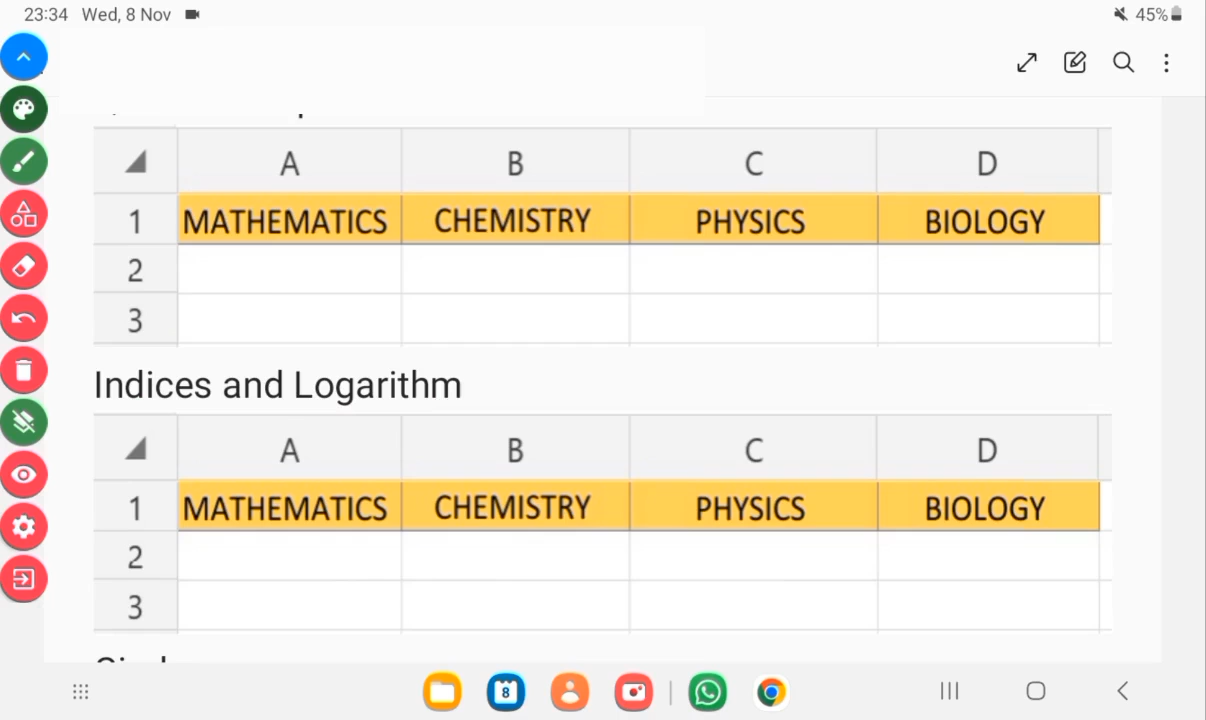 23:34 Wed, 8 Nov 45%
A B C D
1 MATHEMATICS CHEMISTRY PHYSICS BIOLOGY
2
3
Indices and Logarithm
A B C D
1 MATHEMATICS CHEMISTRY PHYSICS BIOLOGY
2
3
8